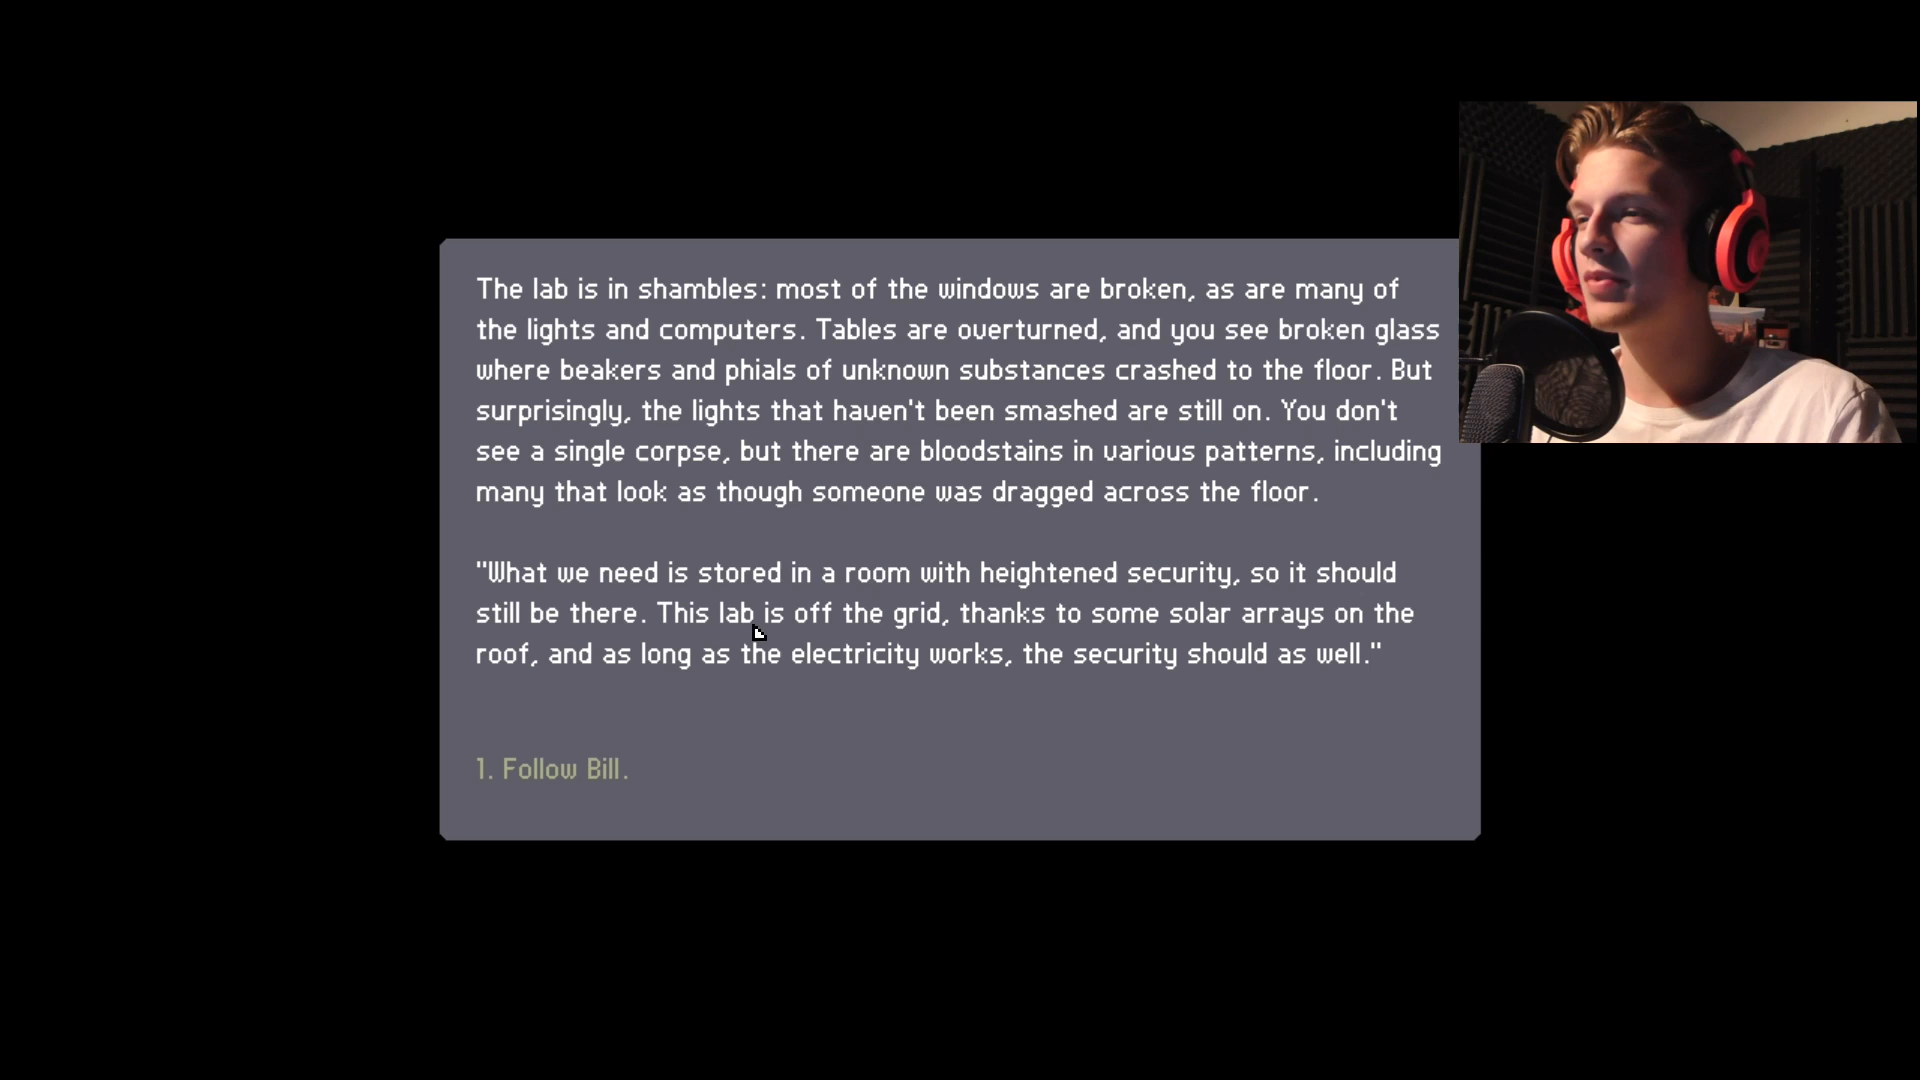 The lab is in shambles: most of the windows are broken, as are many of
the lights and computers. Tables are overturned, and you see broken glass
where beakers and phials of unknown substances crashed to the floor. But
surprisingly, the lights that haven't been smashed are still on. You don't
see a single corpse, but there are bloodstains in various patterns, including
many that look as though someone was dragged across the floor.
"What we need is stored in a room with heightened security, so it should
still be there. This lab is off the grid, thanks to some solar arrays on the
roof, and as long as the electricity works, the security should as well."
1. Follow Bill.